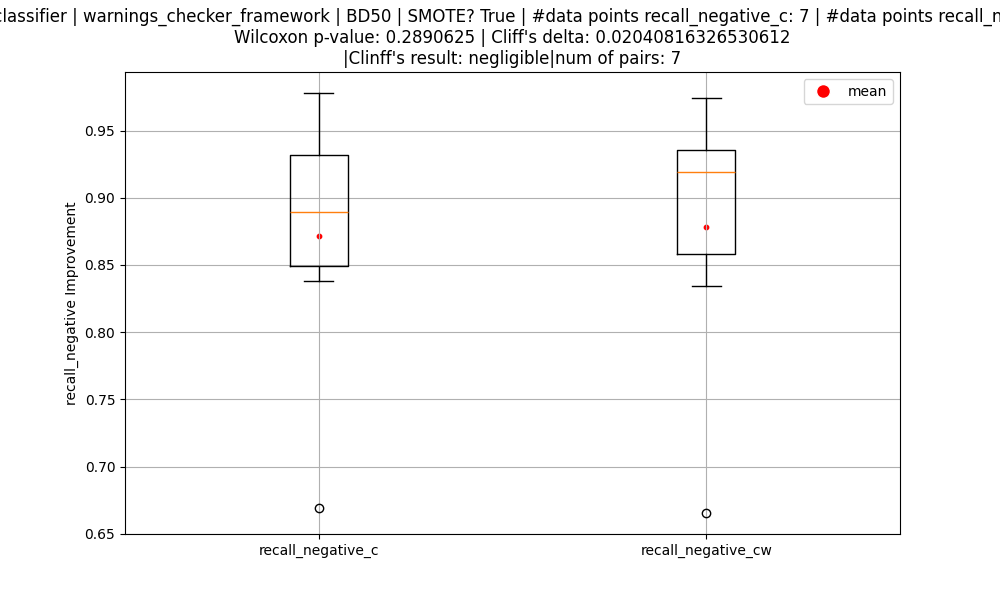 classifier | warnings_checker_framework | BD50 | SMOTE? True | #data points recall_negative_c: 7 | #data points
Wilcoxon p-value: 0.2890625 | Cliff's delta: 0.02040816326530612
|Clinff's result: negligible|num of pairs: 7
mean
0.95
0.90
0.85
0.80
0.75
0.70
0.65
recall_negative Improvement
recall_negative_c
recall_negative_cw